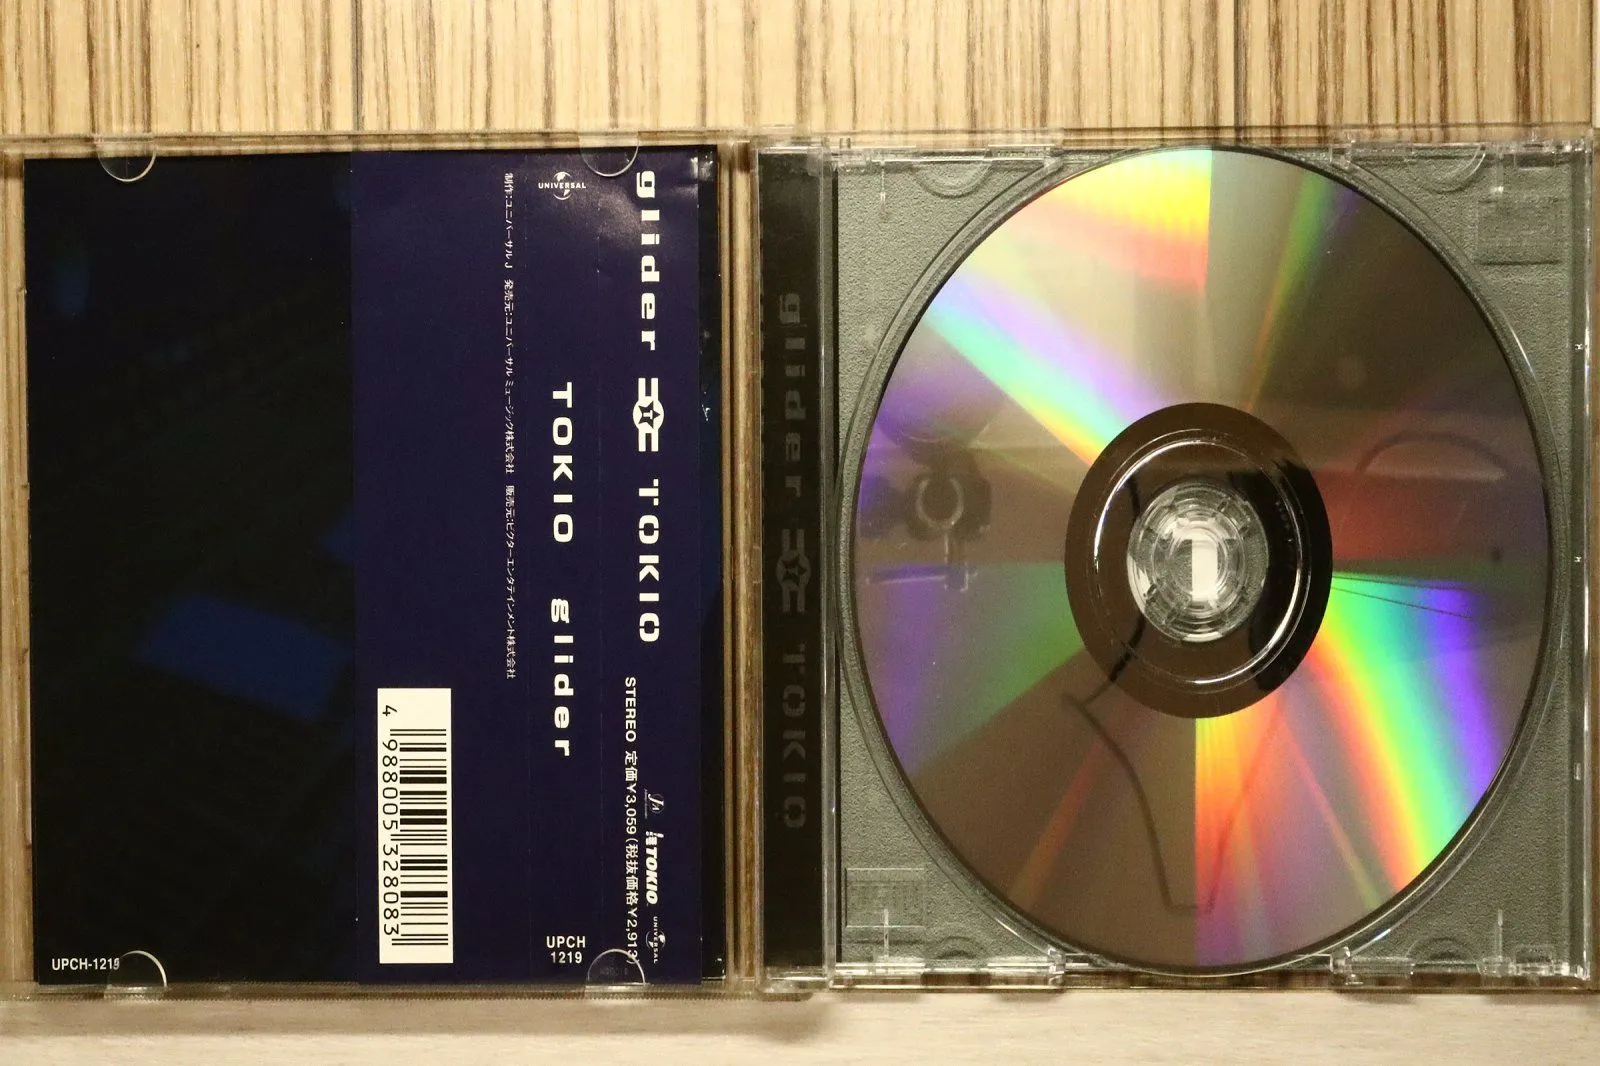 glider TOKIO
STEREO 定価¥3,059(税抜価格¥2,913)
TOKIO
UNIVERSAL
UNIVERSAL
TOKIO glider
UPCH
1219
制作:ユニバーサルJ 発売元:ユニバーサル ミュージック株式会社 販売元:ビクターエンタテインメント株式会社
4 988005 328083
UPCH-1219
glider TOKIO